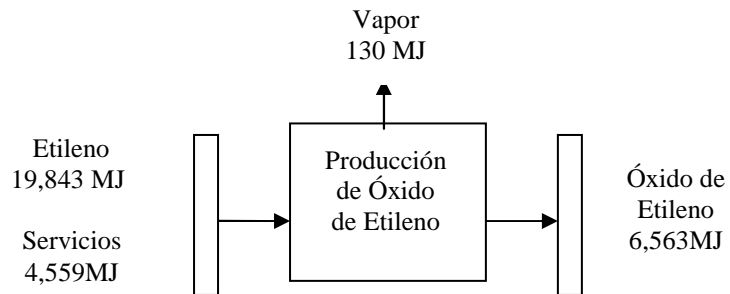 Vapor
130 MJ
Etileno
19,843 MJ
Servicios
4,559MJ
Producción
de Óxido
de Etileno
Óxido de
Etileno
6,563MJ